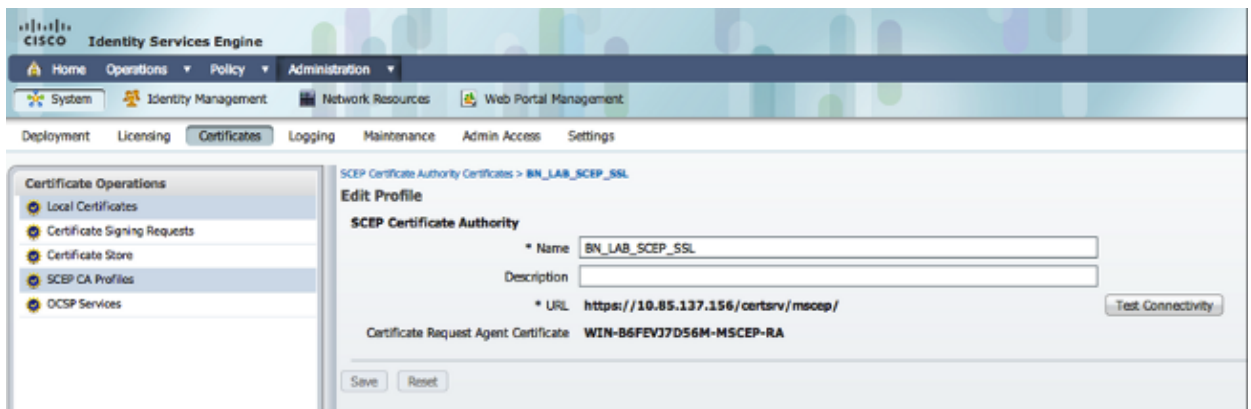 CISCO Identity Services Engine
Home Operations Policy Administration
System Identity Management Network Resources Web Portal Management
Deployment Licensing Certificates Logging Maintenance Admin Access Settings
Certificate Operations
Local Certificates
Certificate Signing Requests
Certificate Store
SCEP CA Profiles
OCSP Services
SCEP Certificate Authority Certificates > BN_LAB_SCEP_SSL
Edit Profile
SCEP Certificate Authority
* Name BN_LAB_SCEP_SSL
Description
* URL https://10.85.137.156/certsrv/mscep/ Test Connectivity
Certificate Request Agent Certificate WIN-B6FEVJ7D56M-MSCEP-RA
Save Reset